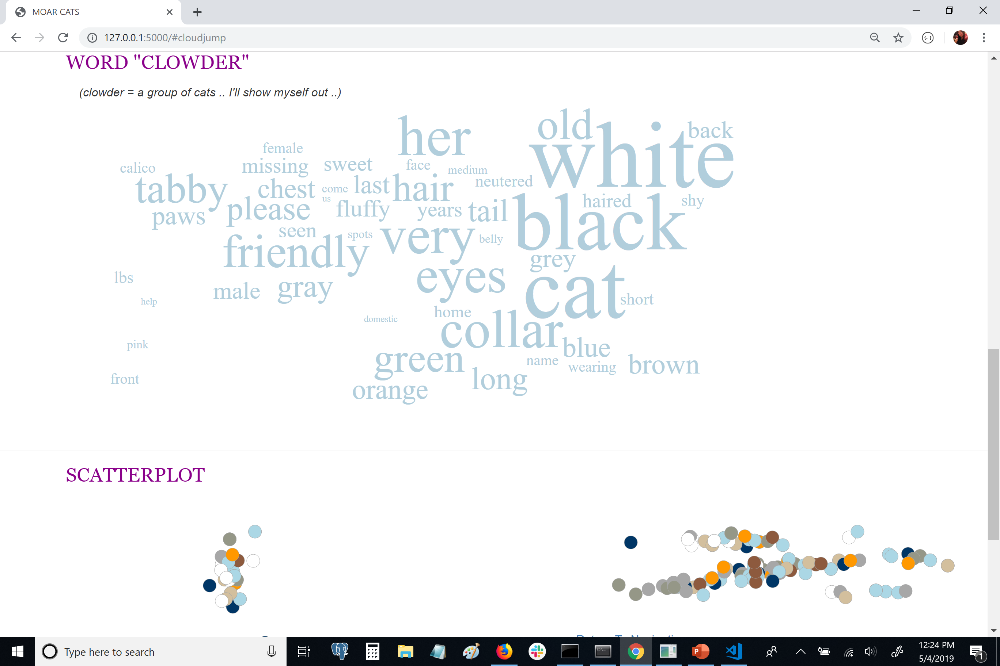 MOAR CATS
127.0.0.1:5000/#cloudjump
WORD "CLOWDER"
(clowder = a group of cats .. I'll show myself out ..)
her
old
white
back
female
calico
missing
sweet
face
medium
tabby
chest
come
last
hair
neutered
us
haired
shy
paws
please
fluffy
years
tail
black
seen
spots
very
belly
friendly
grey
eyes
lbs
male
gray
cat
short
help
home
domestic
collar
pink
blue
green
name
wearing
brown
front
long
orange
SCATTERPLOT
Type here to search
12:24 PM
5/4/2019
1